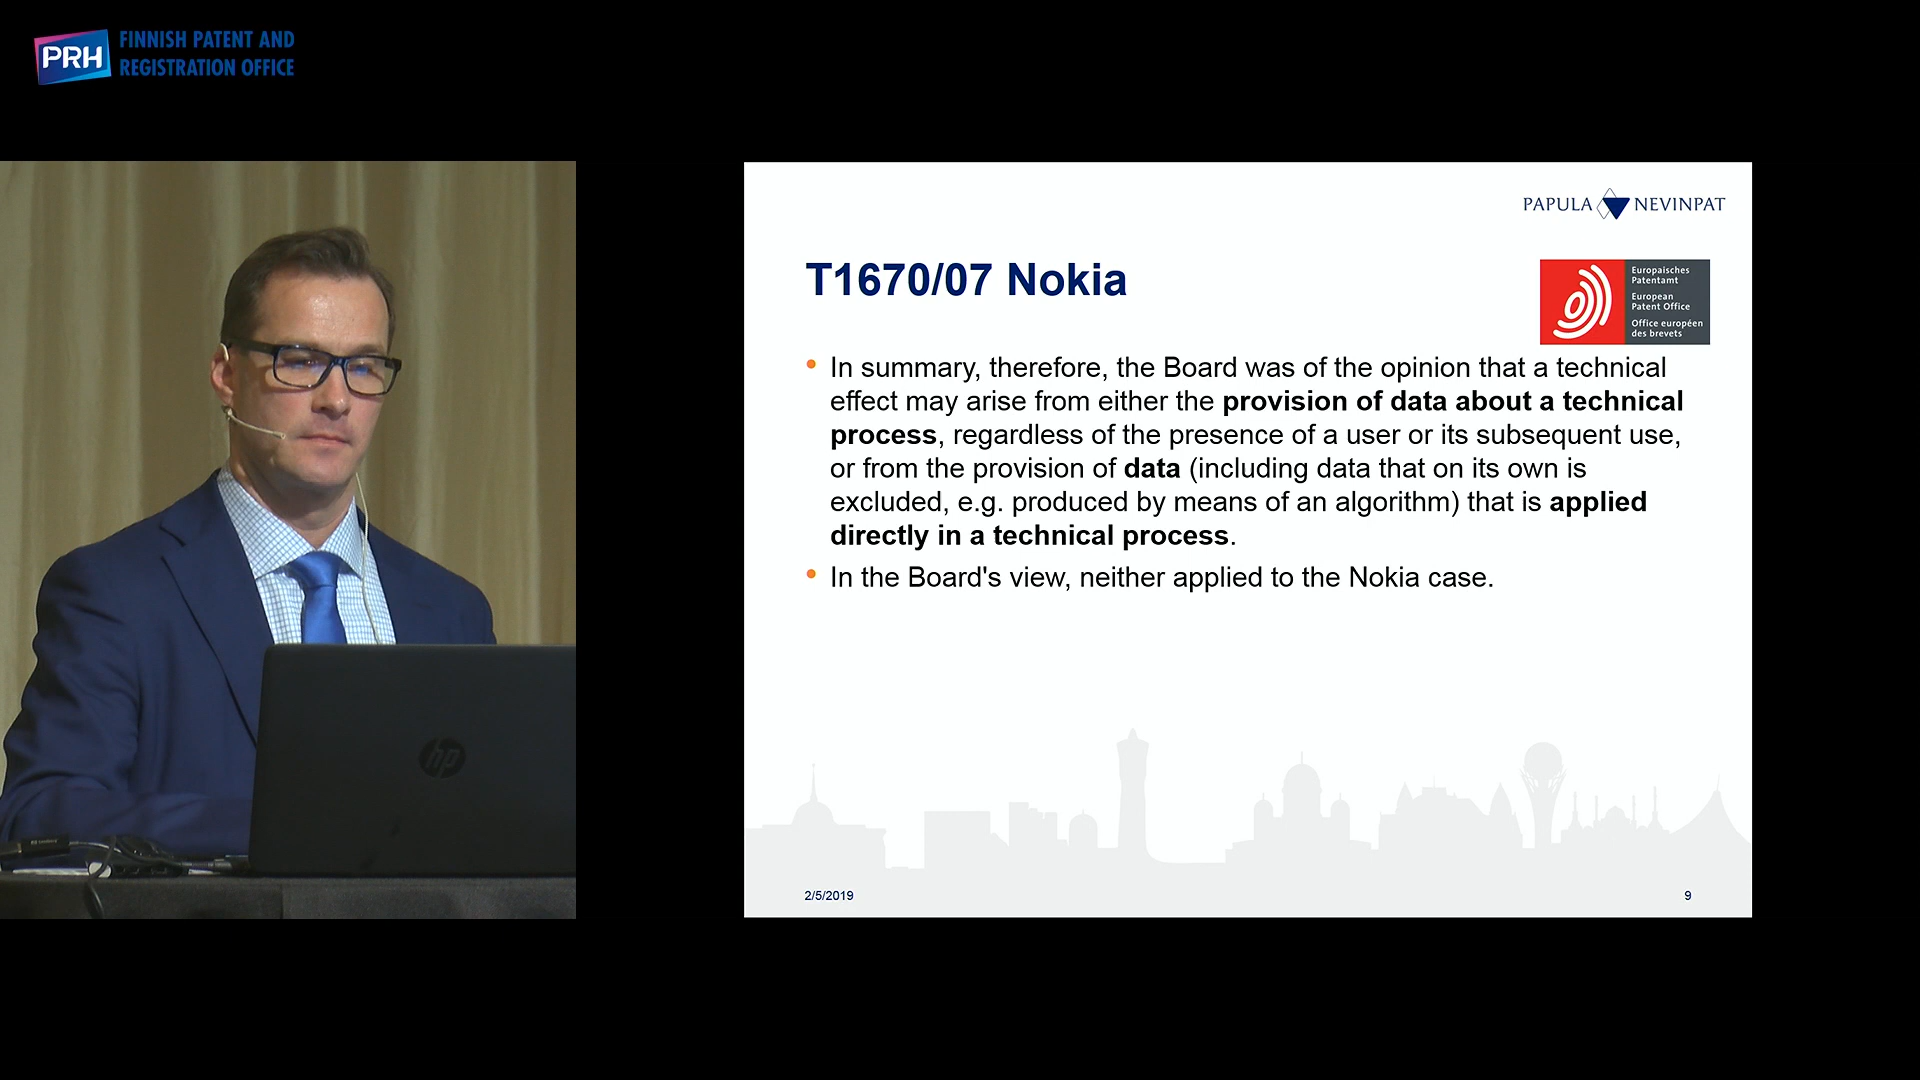 PRH
FINNISH PATENT AND
REGISTRATION OFFICE
PAPULA NEVINPAT
T1670/07 Nokia
Europäisches
Patentamt
European
Patent Office
Office européen
des brevets
• In summary, therefore, the Board was of the opinion that a technical
effect may arise from either the provision of data about a technical
process, regardless of the presence of a user or its subsequent use,
or from the provision of data (including data that on its own is
excluded, e.g. produced by means of an algorithm) that is applied
directly in a technical process.
• In the Board's view, neither applied to the Nokia case.
hp
2/5/2019
9